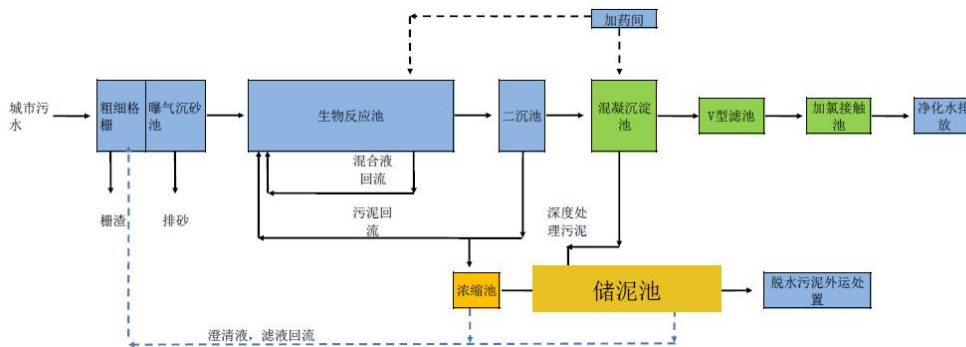 加药间
城市污
水
粗细格
栅
曝气沉砂
池
生物反应池
二沉池
混凝沉淀
池
V型滤池
加氯接触
池
净化水排
放
混合液
回流
栅渣
排砂
污泥回
流
深度处
理污泥
浓缩池
储泥池
脱水污泥外运处
置
澄清液，滤液回流